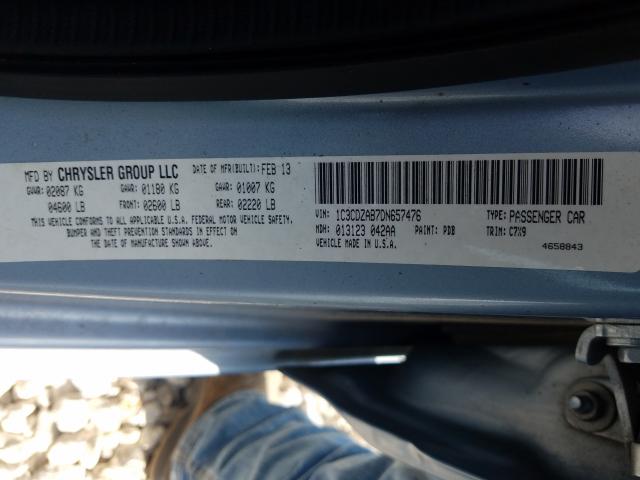 MFD BY CHRYSLER GROUP LLC DATE OF MFR(BUILT): FEB 13
GVWR: 02087 KG GAWR: 01180 KG GAWR: 01007 KG
04600 LB FRONT: 02600 LB REAR: 02220 LB
THIS VEHICLE CONFORMS TO ALL APPLICABLE U.S.A. FEDERAL MOTOR VEHICLE SAFETY,
BUMPER AND THEFT PREVENTION STANDARDS IN EFFECT ON
THE DATE OF MANUFACTURE SHOWN ABOVE.
VIN: 1C3CDZAB7DN657476 TYPE: PASSENGER CAR
MDH: 013123 042AA PAINT: PDB TRIM: C7X9
VEHICLE MADE IN U.S.A.
4658843